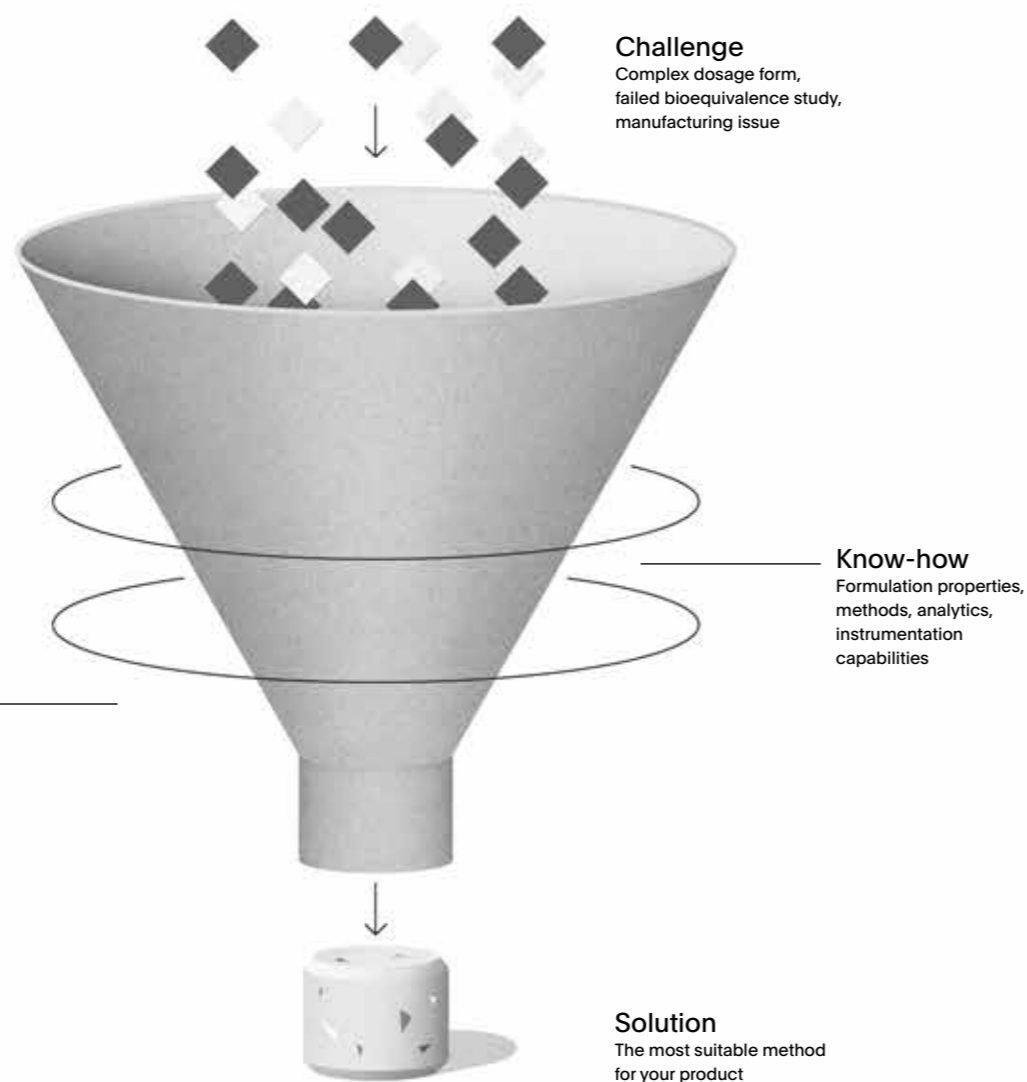 Challenge
Complex dosage form,
failed bioequivalence study,
manufacturing issue
Know-how
Formulation properties,
methods, analytics,
instrumentation
capabilities
Solution
The most suitable method
for your product